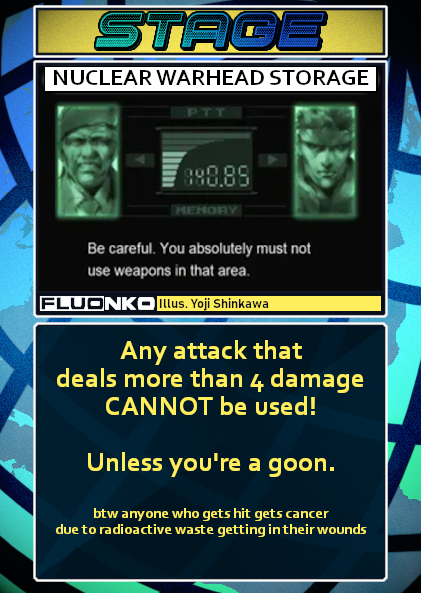 STAGE
NUCLEAR WARHEAD STORAGE
PTT
140.85
MEMORY
Be careful. You absolutely must not
use weapons in that area.
FLUONKO Illus. Yoji Shinkawa
Any attack that
deals more than 4 damage
CANNOT be used!
Unless you're a goon.
btw anyone who gets hit gets cancer
due to radioactive waste getting in their wounds